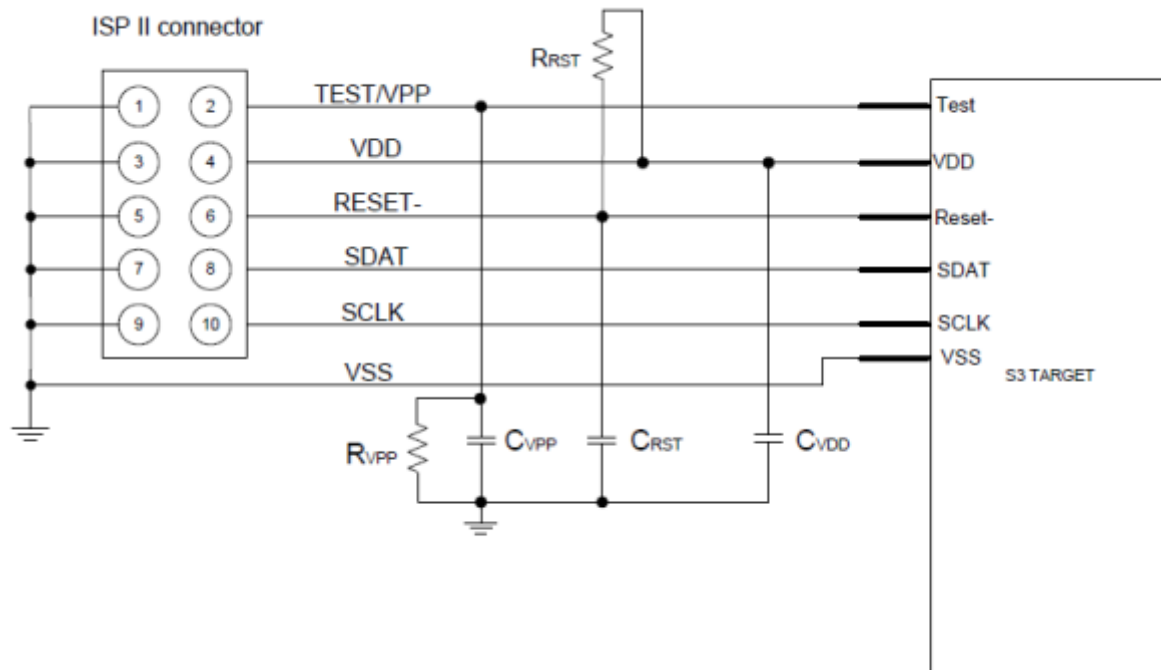 ISP II connector
RRST
1 2 TEST/VPP Test
3 4 VDD VDD
5 6 RESET- Reset-
7 8 SDAT SDAT
9 10 SCLK SCLK
VSS VSS
S3 TARGET
RVPP CVPP CRST CVDD